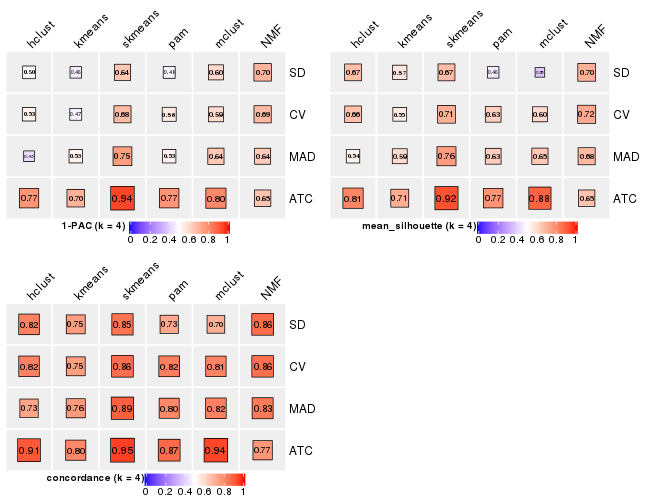 hclust kmeans skmeans pam mclust NMF
0.50 0.46 0.64 0.41 0.60 0.70 SD
0.53 0.47 0.68 0.56 0.59 0.69 CV
0.53 0.75 0.53 0.64 0.64 MAD
0.77 0.70 0.94 0.77 0.80 0.65 ATC
1-PAC (k = 4)
0 0.2 0.4 0.6 0.8 1
hclust kmeans skmeans pam mclust NMF
0.67 0.57 0.67 0.70 SD
0.66 0.55 0.71 0.63 0.60 0.72 CV
0.54 0.59 0.76 0.63 0.65 0.68 MAD
0.81 0.71 0.92 0.77 0.88 0.65 ATC
mean_silhouette (k = 4)
0 0.2 0.4 0.6 0.8 1
hclust kmeans skmeans pam mclust NMF
0.82 0.75 0.85 0.73 0.70 0.86 SD
0.82 0.75 0.86 0.82 0.81 0.86 CV
0.73 0.76 0.89 0.80 0.82 0.83 MAD
0.91 0.80 0.95 0.87 0.94 0.77 ATC
concordance (k = 4)
0 0.2 0.4 0.6 0.8 1